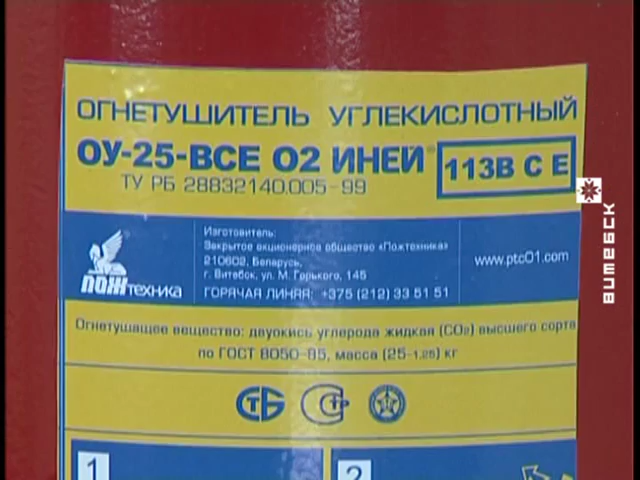 ОГНЕТУШИТЕЛЬ УГЛЕКИСЛОТНЫЙ
ОУ-25-ВСЕ 02 ИНЕЙ® 113В С Е
ТУ РБ 28832140.005-99
Изготовитель:
Закрытое акционерное общество «Пожтехника»
210602, Беларусь,
г. Витебск, ул. М. Горького, 145
ГОРЯЧАЯ ЛИНИЯ: +375 (212) 33 51 51
ПОЖтехника
www.ptc01.com
Огнетушащее вещество: двуокись углерода жидкая (СО₂) высшего сорта
по ГОСТ 8050-85, масса (25-1,25) кг
СТБ
1
2
ВИТЕБСК